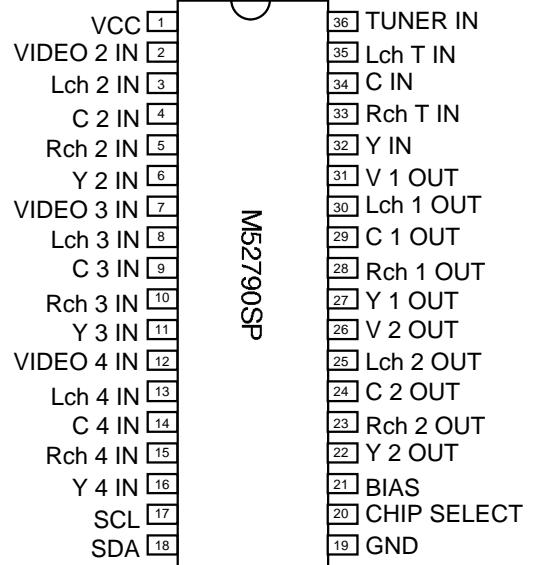 VCC 1 36 TUNER IN
VIDEO 2 IN 2 35 Lch T IN
Lch 2 IN 3 34 C IN
C 2 IN 4 33 Rch T IN
Rch 2 IN 5 32 Y IN
Y 2 IN 6 31 V 1 OUT
VIDEO 3 IN 7 30 Lch 1 OUT
Lch 3 IN 8 29 C 1 OUT
C 3 IN 9 28 Rch 1 OUT
Rch 3 IN 10 27 Y 1 OUT
Y 3 IN 11 26 V 2 OUT
VIDEO 4 IN 12 25 Lch 2 OUT
Lch 4 IN 13 24 C 2 OUT
C 4 IN 14 23 Rch 2 OUT
Rch 4 IN 15 22 Y 2 OUT
Y 4 IN 16 21 BIAS
SCL 17 20 CHIP SELECT
SDA 18 19 GND
M52790SP